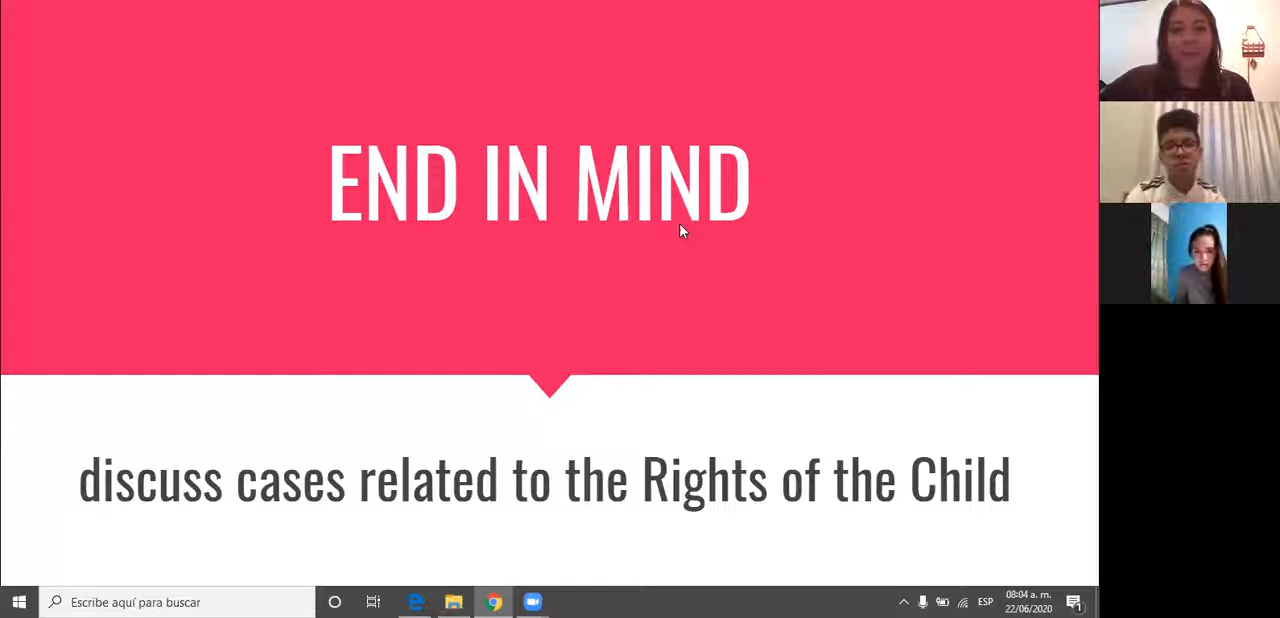 END IN MIND
discuss cases related to the Rights of the Child
Escribe aquí para buscar
ESP
08:04 a. m.
22/06/2020
1